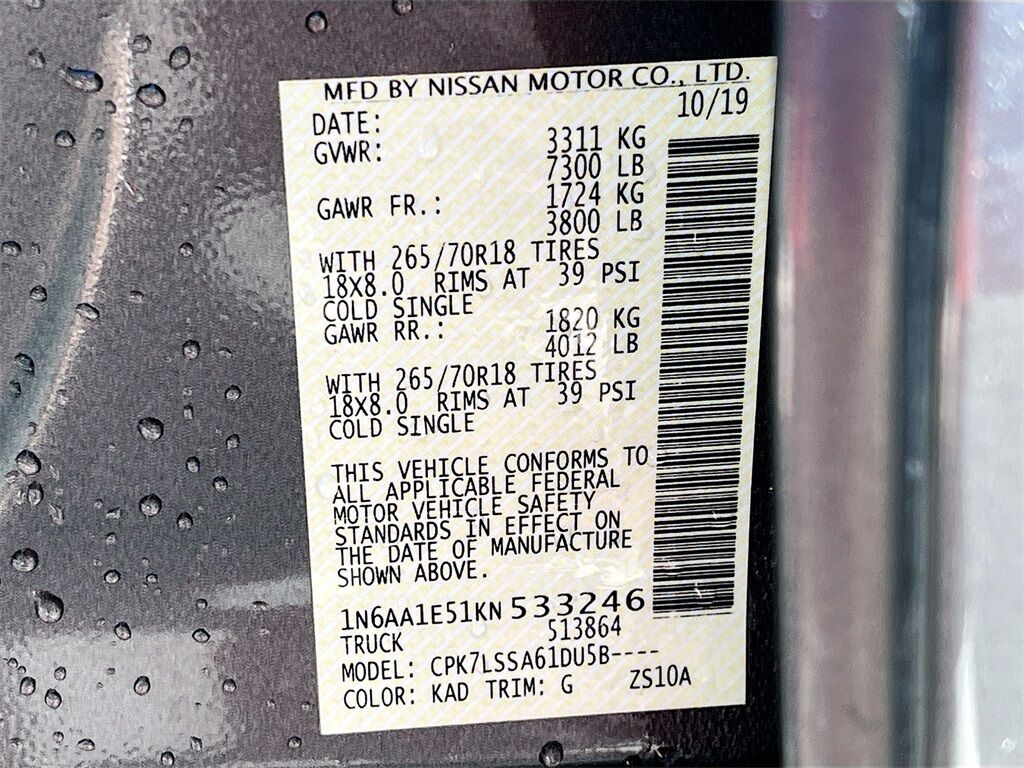 MFD BY NISSAN MOTOR CO., LTD.
DATE: 10/19
GVWR: 3311 KG
7300 LB
GAWR FR.: 1724 KG
3800 LB
WITH 265/70R18 TIRES
18X8.0 RIMS AT 39 PSI
COLD SINGLE
GAWR RR.: 1820 KG
4012 LB
WITH 265/70R18 TIRES
18X8.0 RIMS AT 39 PSI
COLD SINGLE
THIS VEHICLE CONFORMS TO
ALL APPLICABLE FEDERAL
MOTOR VEHICLE SAFETY
STANDARDS IN EFFECT ON
THE DATE OF MANUFACTURE
SHOWN ABOVE.
1N6AA1E51KN533246
TRUCK 513864
MODEL: CPK7LSSA61DU5B----
COLOR: KAD TRIM: G ZS10A